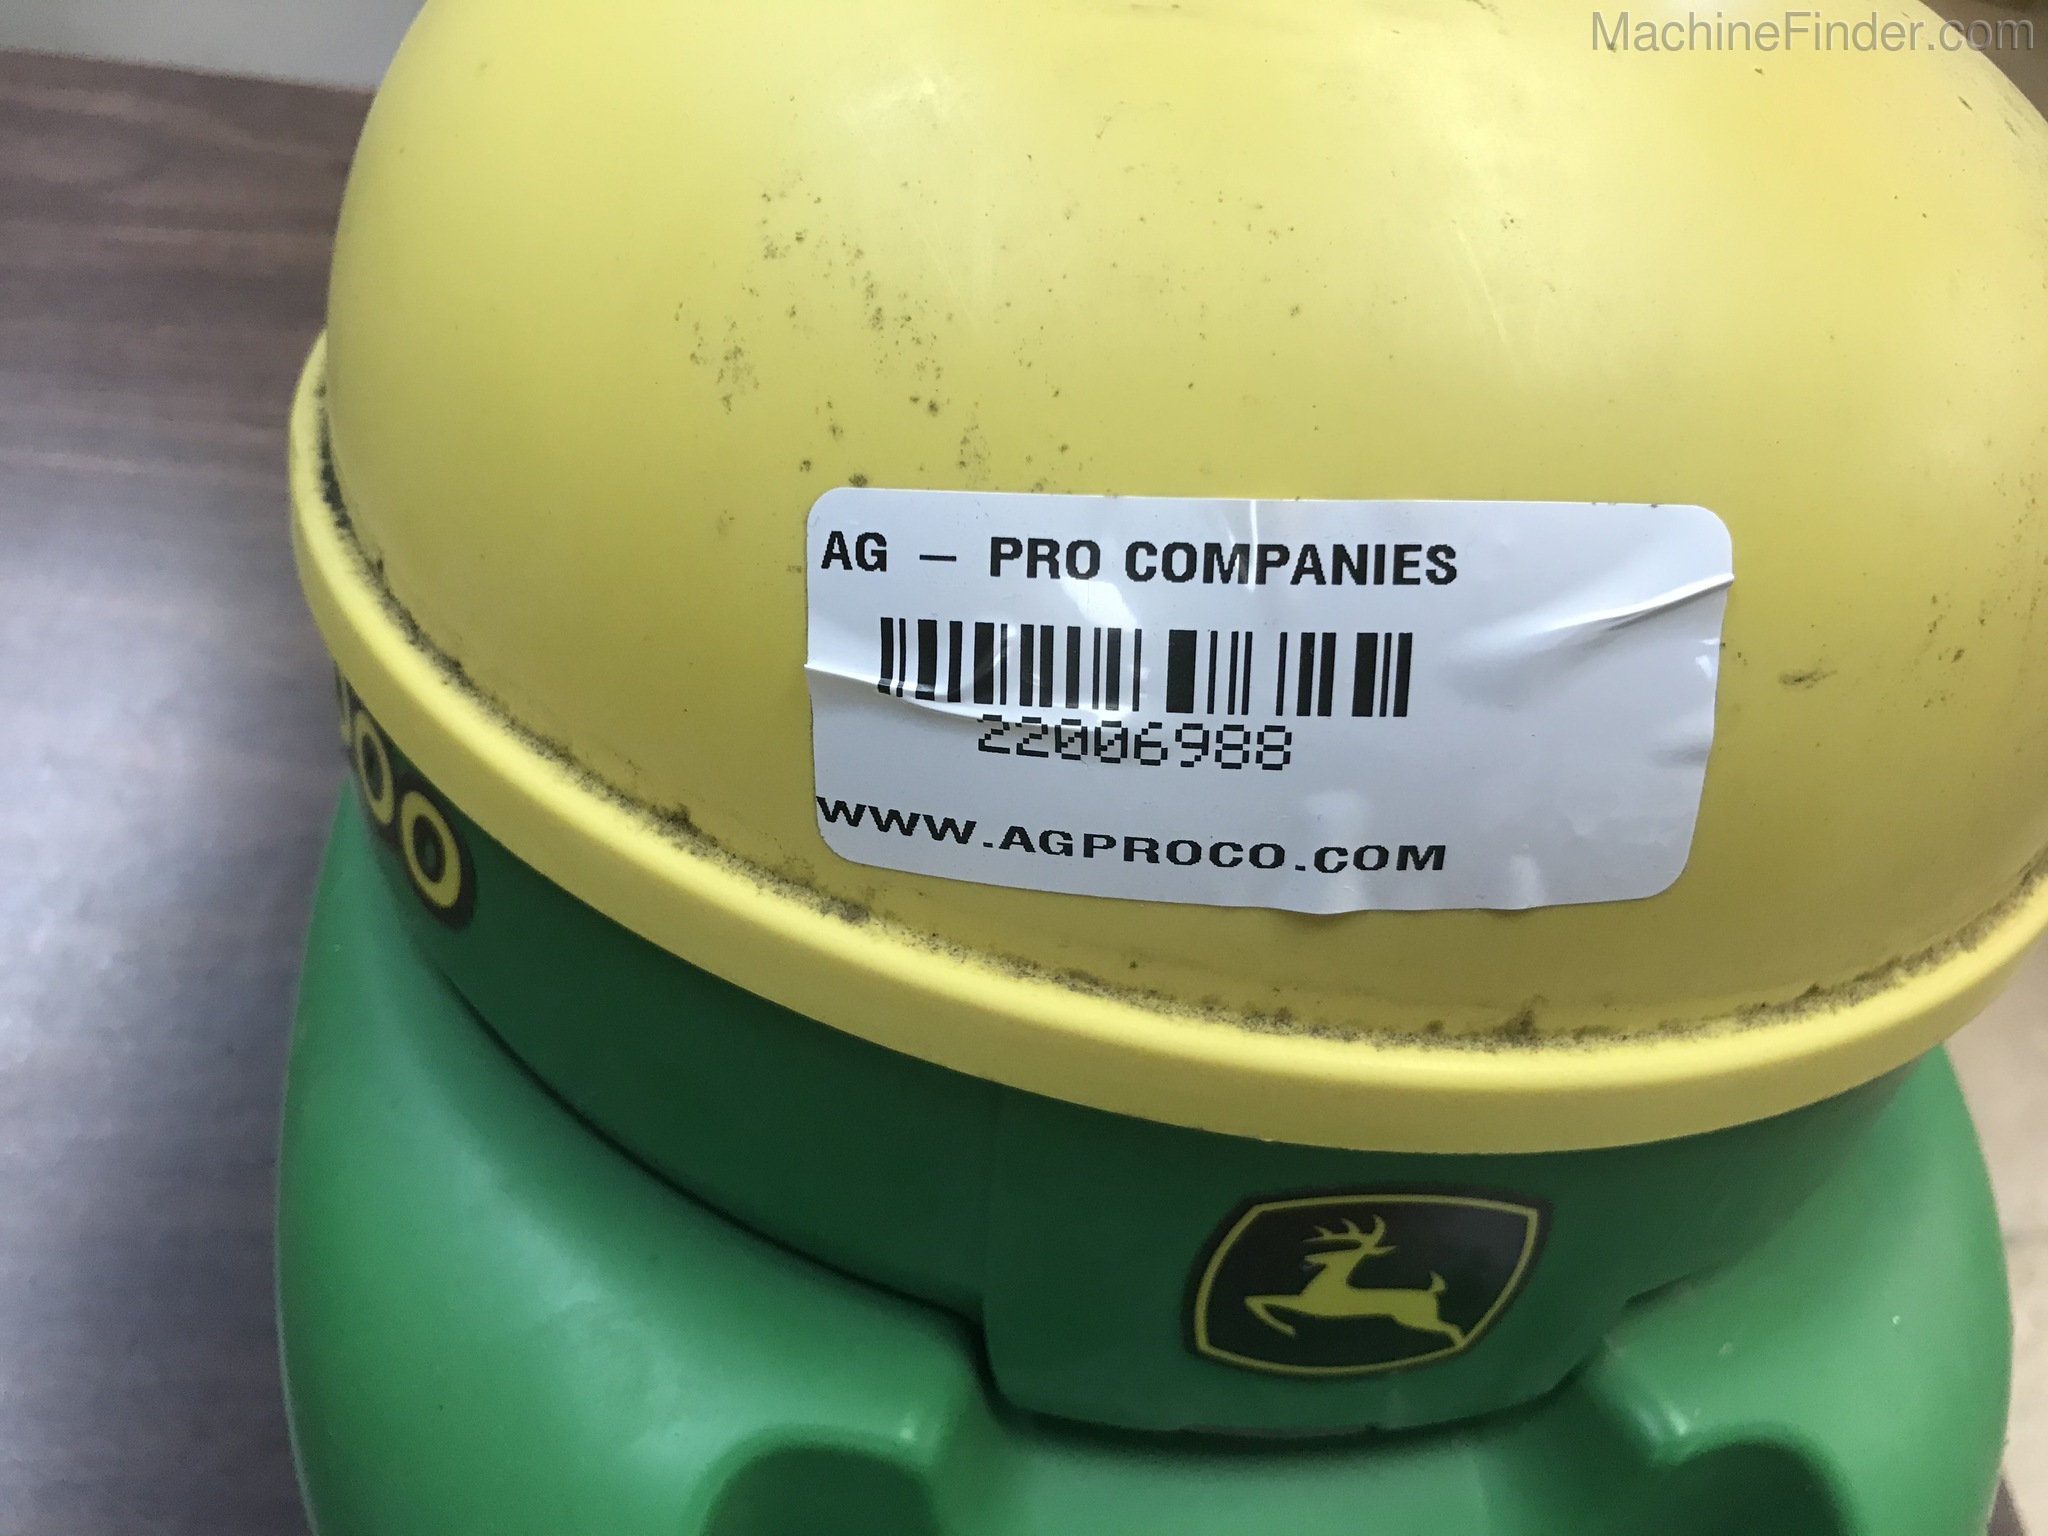 MachineFinder.com
AG – PRO COMPANIES
22006988
WWW.AGPROCO.COM